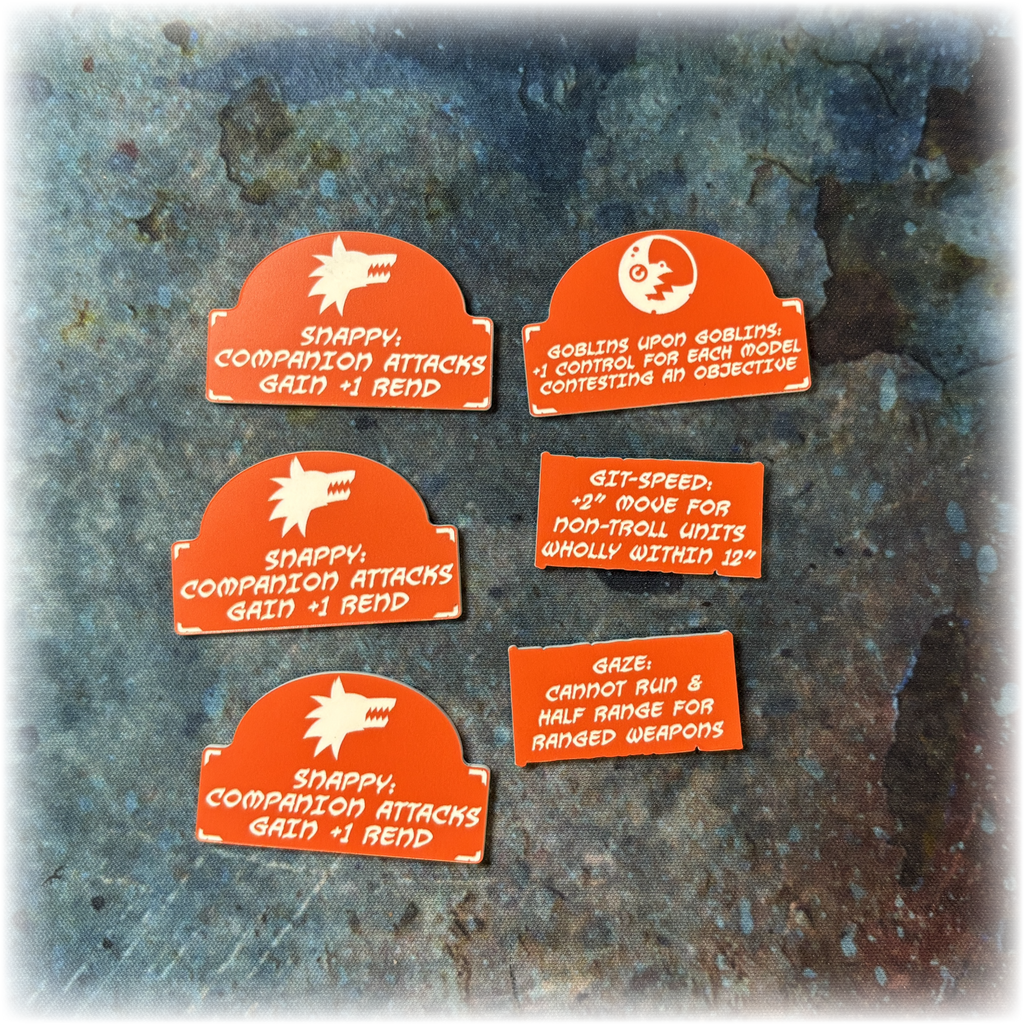 SNAPPY:
COMPANION ATTACKS
GAIN +1 REND
GOBLINS UPON GOBLINS:
+1 CONTROL FOR EACH MODEL
CONTESTING AN OBJECTIVE
SNAPPY:
COMPANION ATTACKS
GAIN +1 REND
GIT-SPEED:
+2" MOVE FOR
NON-TROLL UNITS
WHOLLY WITHIN 12"
SNAPPY:
COMPANION ATTACKS
GAIN +1 REND
GAZE:
CANNOT RUN &
HALF RANGE FOR
RANGED WEAPONS